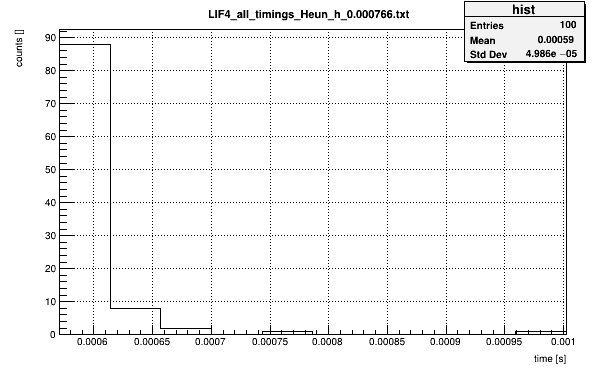 LIF4_all_timings_Heun_h_0.000766.txt
hist
Entries 100
Mean 0.00059
Std Dev 4.986e −05
counts []
90
80
70
60
50
40
30
20
10
0
0.0006 0.00065 0.0007 0.00075 0.0008 0.00085 0.0009 0.00095 0.001
time [s]